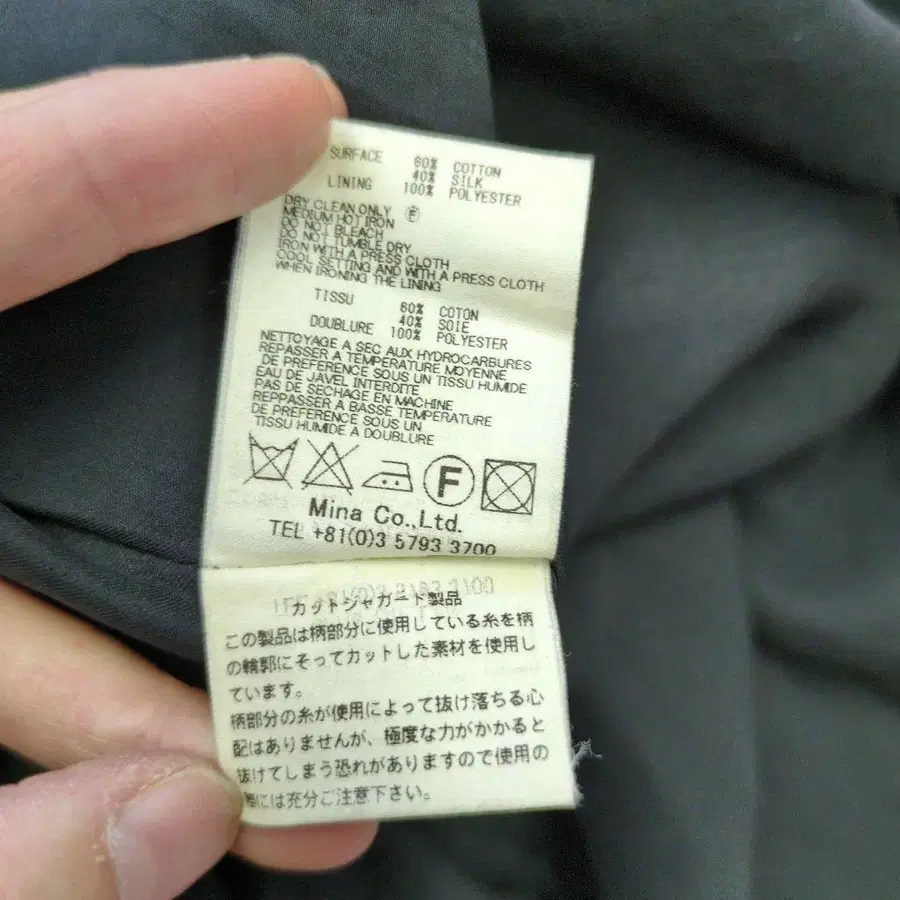 SURFACE 60% COTTON
40% SILK
LINING 100% POLYESTER
DRY CLEAN ONLY Ⓕ
MEDIUM HOT IRON
DO NOT BLEACH
DO NOT TUMBLE DRY
IRON WITH A PRESS CLOTH
COOL SETTING AND WITH A PRESS CLOTH
WHEN IRONING THE LINING
TISSU 60% COTON
40% SOIE
DOUBLURE 100% POLYESTER
NETTOYAGE A SEC AUX HYDROCARBURES
REPASSER A TEMPERATURE MOYENNE
DE PREFERENCE SOUS UN TISSU HUMIDE
EAU DE JAVEL INTERDITE
PAS DE SECHAGE EN MACHINE
REPPASSER A BASSE TEMPERATURE
DE PREFERENCE SOUS UN
TISSU HUMIDE A DOUBLURE
F
Mina Co.,Ltd.
TEL +81(0)3 5793 3700
カットジャガード製品
この製品は柄部分に使用している糸を柄
の輪郭にそってカットした素材を使用し
ています。
柄部分の糸が使用によって抜け落ちる心
配はありませんが、極度な力がかかると
抜けてしまう恐れがありますので使用の
際には充分ご注意下さい。